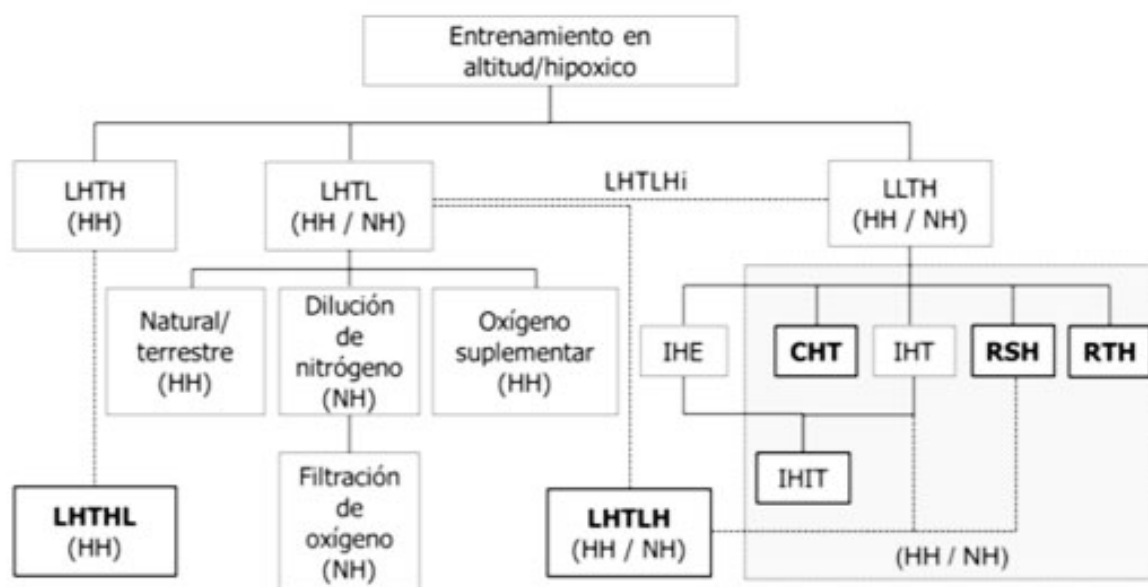 Entrenamiento en
altitud/hipoxico
LHTH
(HH)
LHTL
(HH / NH)
LHTLHi
LLTH
(HH / NH)
Natural/
terrestre
(HH)
Dilución
de
nitrógeno
(NH)
Oxígeno
suplementar
(HH)
IHE
CHT
IHT
RSH
RTH
IHIT
LHTHL
(HH)
Filtración
de
oxígeno
(NH)
LHTLH
(HH / NH)
(HH / NH)